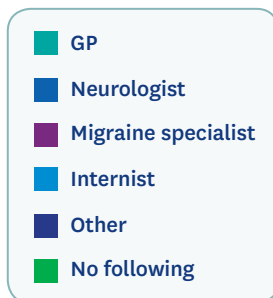 GP
Neurologist
Migraine specialist
Internist
Other
No following